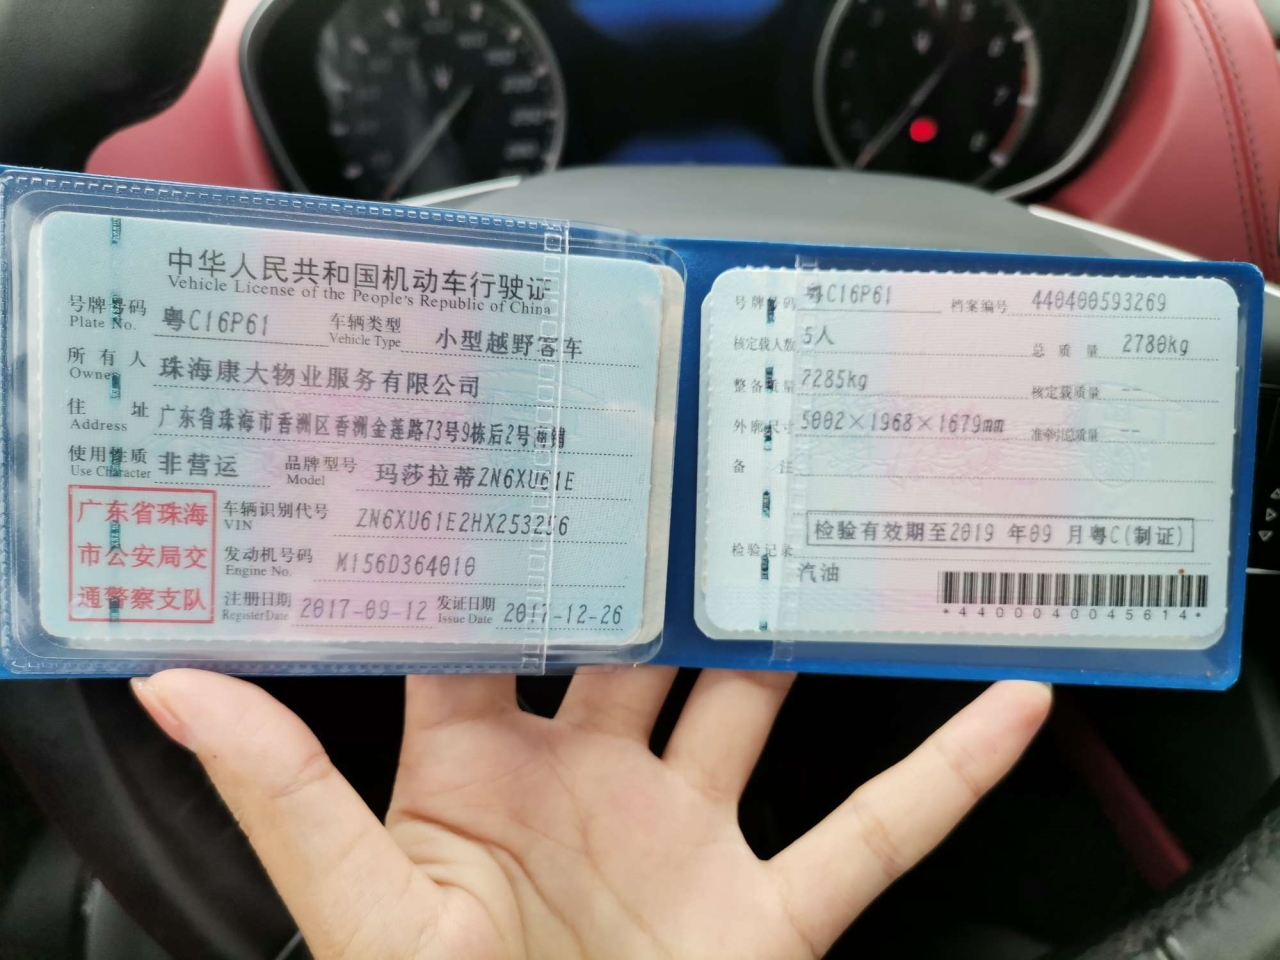 中华人民共和国机动车行驶证
Vehicle License of the People's Republic of China
号牌号码 粤C16P61 车辆类型 小型越野客车
Plate No. Vehicle Type
所有人 珠海康大物业服务有限公司
Owner
住址 广东省珠海市香洲区香洲金莲路73号9栋后2号商铺
Address
使用性质 非营运 品牌型号 玛莎拉蒂ZN6XU61E
Use Character Model
广东省珠海
市公安局交
通警察支队
车辆识别代号 ZN6XU61E2HX253256
VIN
发动机号码 M156D364010
Engine No.
注册日期 2017-09-12 发证日期 2017-12-26
Register Date Issue Date
号牌号码 粤C16P61 档案编号 440400593269
核定载人数 5人 总质量 2780kg
整备质量 2285kg 核定载质量 --
外廓尺寸 5002×1968×1679mm 准牵引总质量 --
备注
检验记录 检验有效期至2019年09月粤C(制证)
汽油
*4400040045614*